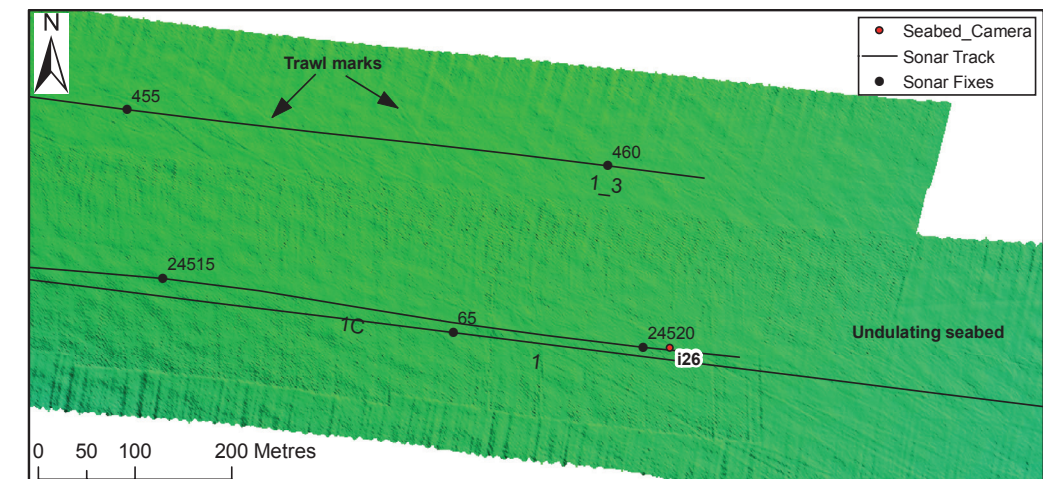 N
Seabed_Camera
Sonar Track
Sonar Fixes
Trawl marks
455
460
1_3
24515
65
1C
24520
i26
1
Undulating seabed
0 50 100 200 Metres